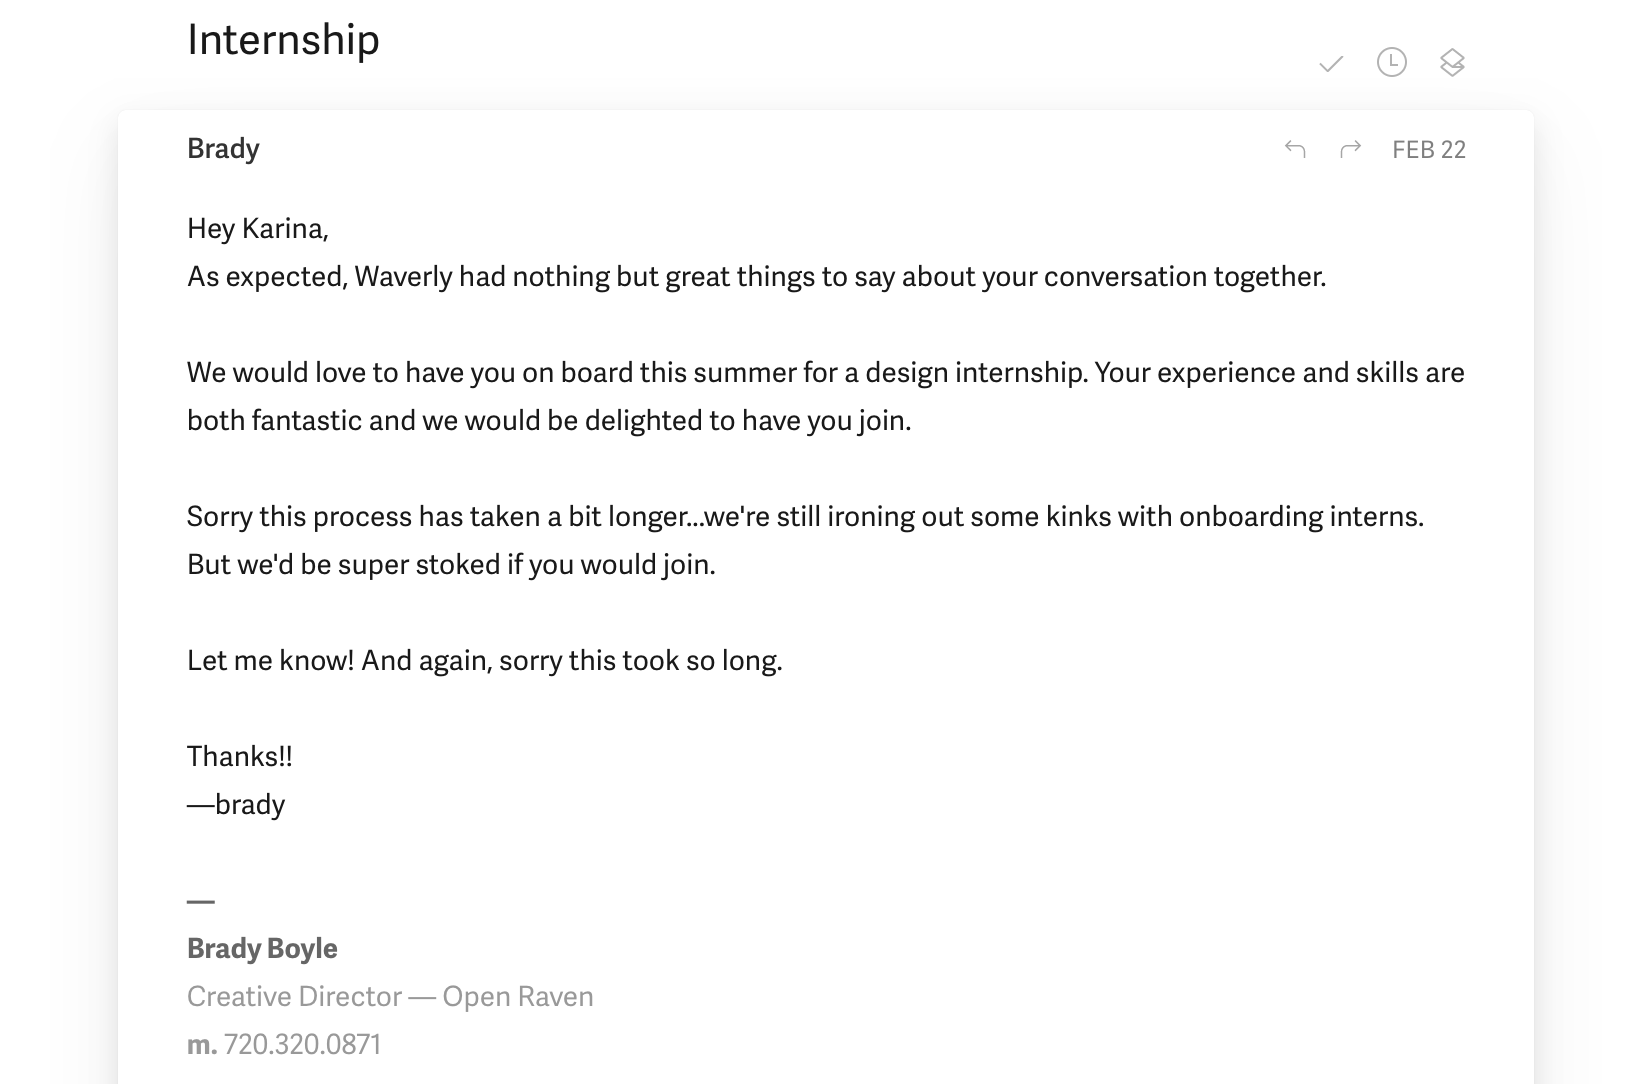 Internship
Brady
FEB 22
Hey Karina,
As expected, Waverly had nothing but great things to say about your conversation together.
We would love to have you on board this summer for a design internship. Your experience and skills are
both fantastic and we would be delighted to have you join.
Sorry this process has taken a bit longer...we're still ironing out some kinks with onboarding interns.
But we'd be super stoked if you would join.
Let me know! And again, sorry this took so long.
Thanks!!
—brady
—
Brady Boyle
Creative Director — Open Raven
m. 720.320.0871